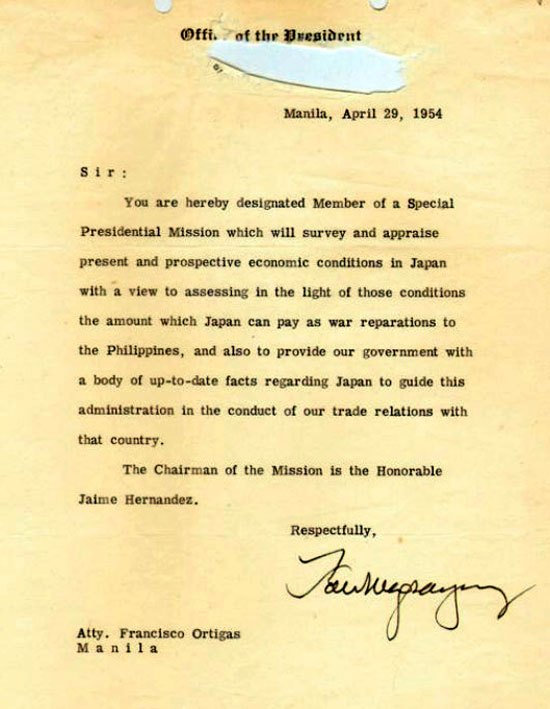 Offi. of the President
Manila, April 29, 1954
S i r :
You are hereby designated Member of a Special
Presidential Mission which will survey and appraise
present and prospective economic conditions in Japan
with a view to assessing in the light of those conditions
the amount which Japan can pay as war reparations to
the Philippines, and also to provide our government with
a body of up-to-date facts regarding Japan to guide this
administration in the conduct of our trade relations with
that country.
The Chairman of the Mission is the Honorable
Jaime Hernandez.
Respectfully,
Atty. Francisco Ortigas
M a n i l a